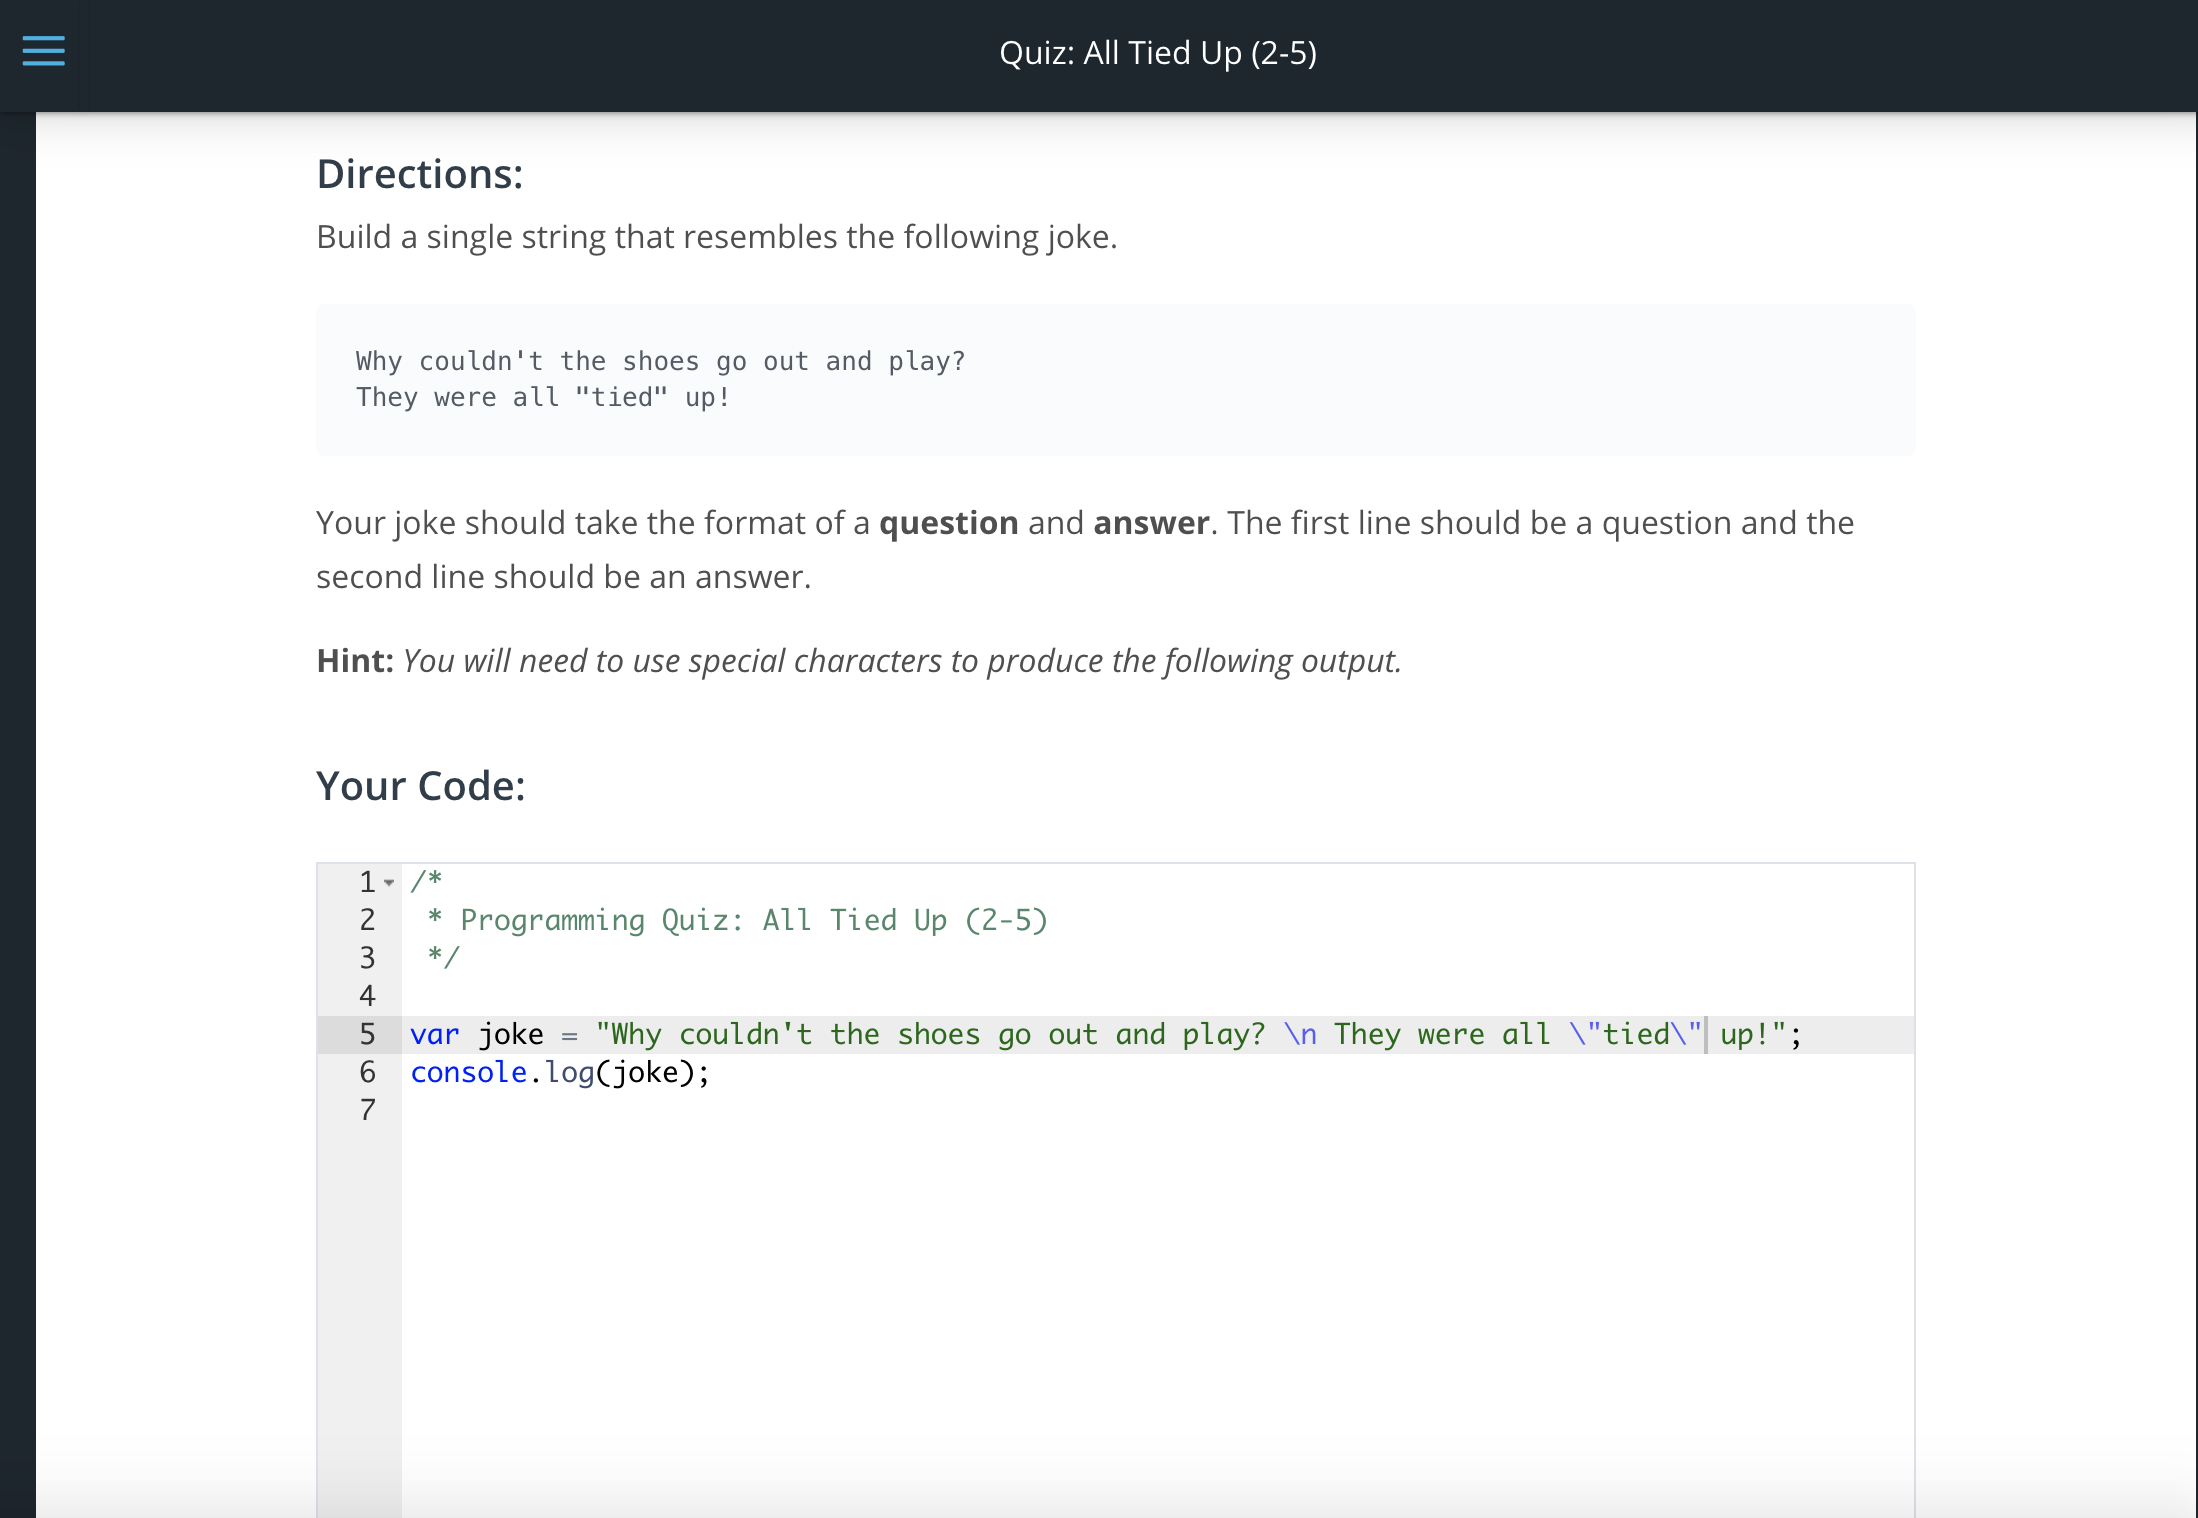 Quiz: All Tied Up (2-5)
Directions:
Build a single string that resembles the following joke.
Why couldn't the shoes go out and play?
They were all "tied" up!
Your joke should take the format of a question and answer. The first line should be a question and the
second line should be an answer.
Hint: You will need to use special characters to produce the following output.
Your Code:
1 /*
2  * Programming Quiz: All Tied Up (2-5)
3  */
4
5 var joke = "Why couldn't the shoes go out and play? \n They were all \"tied\" up!";
6 console.log(joke);
7